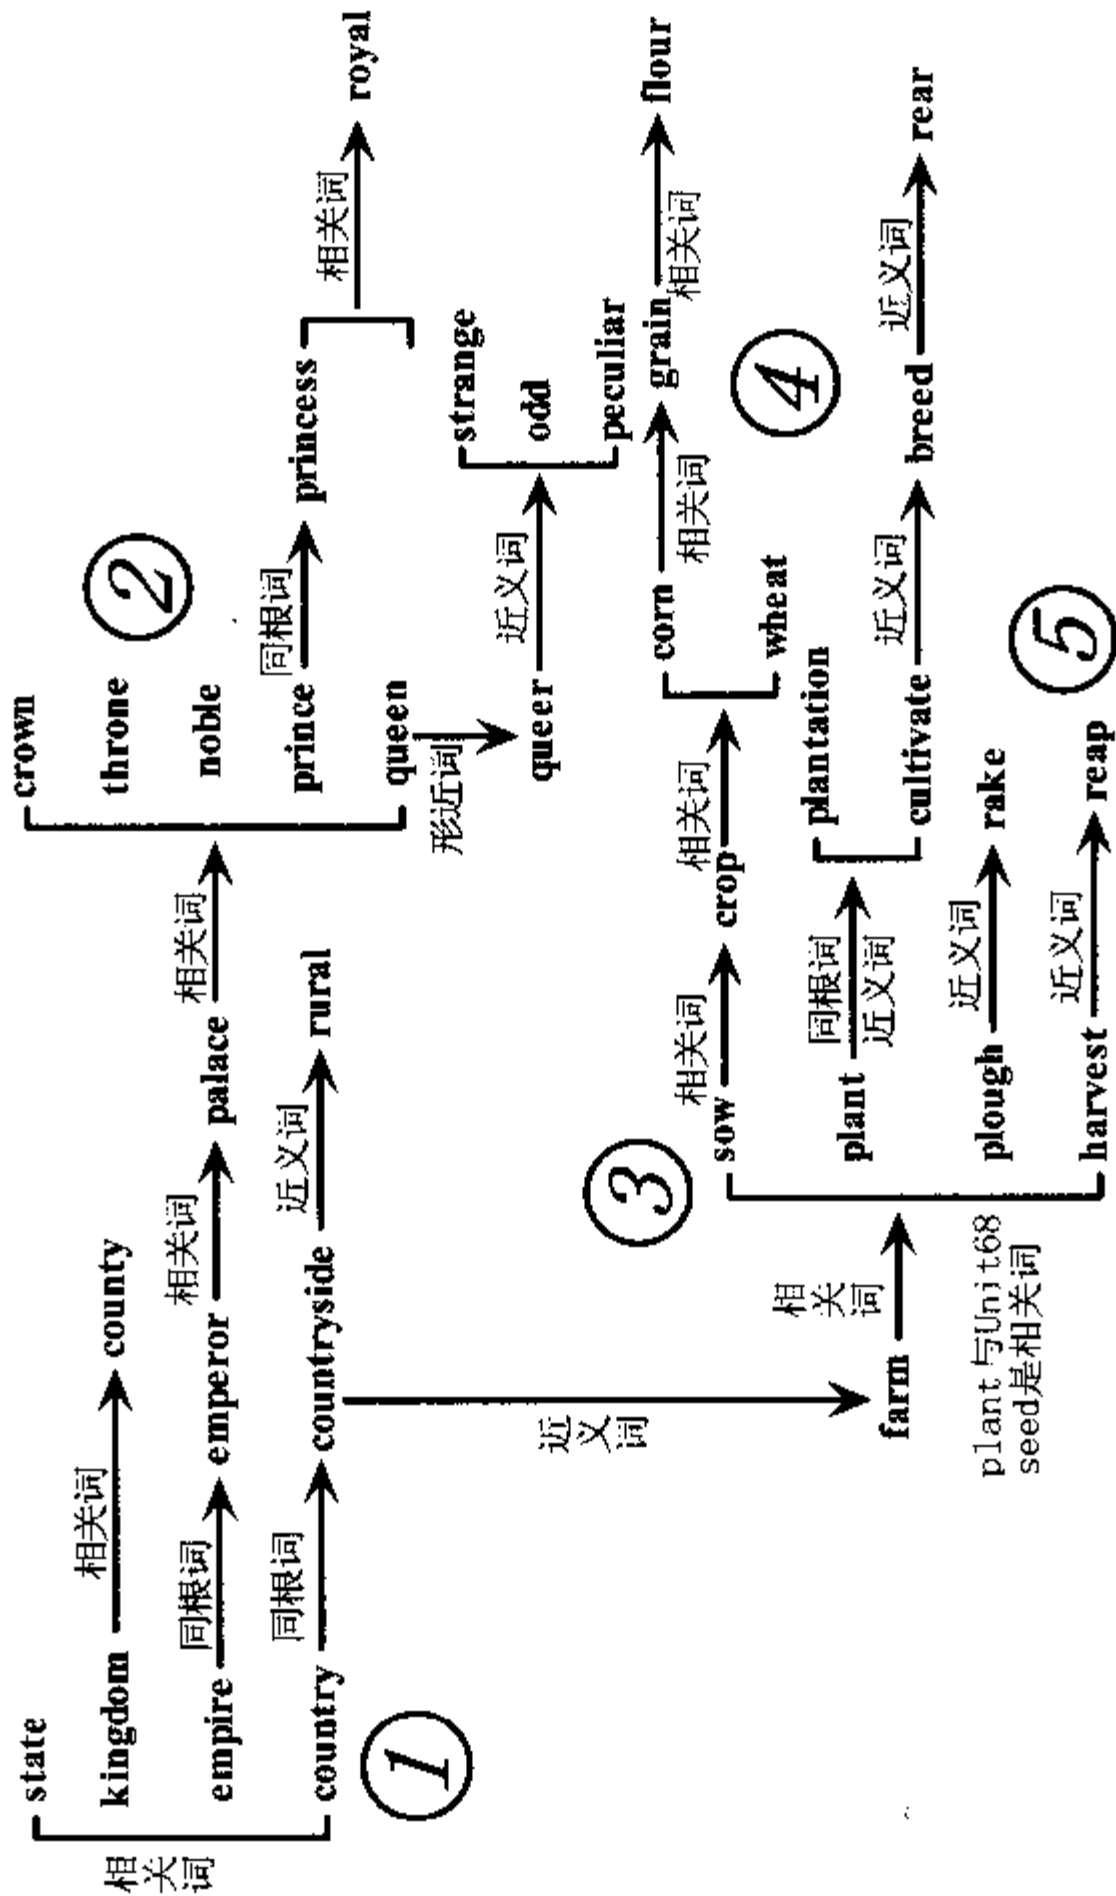 相关词
state
kingdom
相关词
county
empire
同根词
emperor
相关词
palace
相关词
country
同根词
countryside
近义词
rural
①
crown
throne
noble
prince
同根词
princess
相关词
royal
queen
②
形近词
queer
近义词
strange
odd
peculiar
近义词
farm
相关词
③
sow
相关词
crop
相关词
corn
相关词
grain
相关词
flour
wheat
④
plant
同根词
近义词
plantation
cultivate
近义词
breed
近义词
rear
plough
近义词
rake
harvest
近义词
reap
⑤
plant与Unit68
seed是相关词